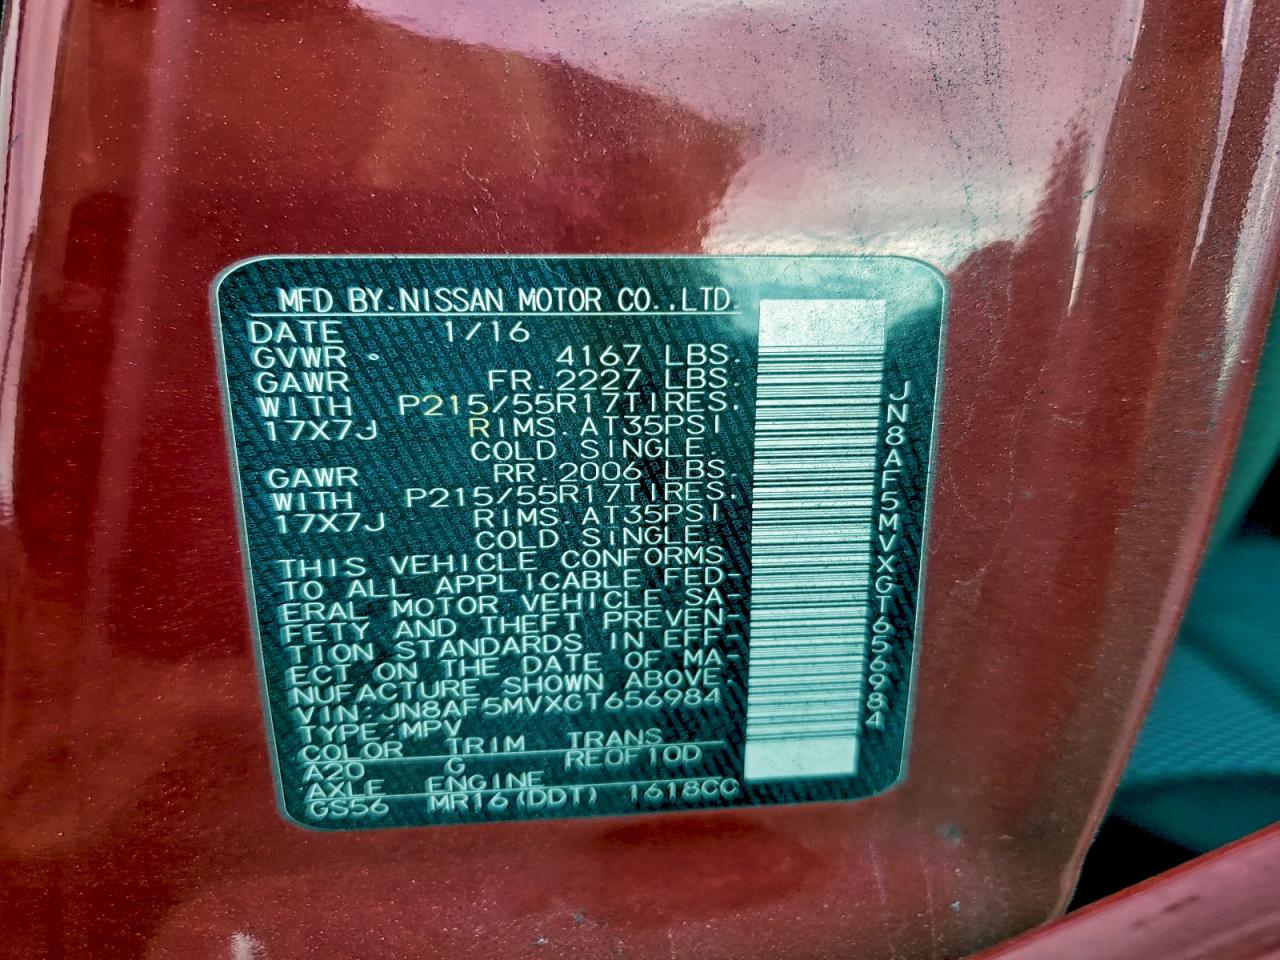 MFD BY.NISSAN MOTOR CO.,LTD.
DATE 1/16
GVWR 4167 LBS.
GAWR FR.2227 LBS.
WITH P215/55R17TIRES.
17X7J RIMS.AT35PSI
COLD SINGLE.
GAWR RR.2006 LBS.
WITH P215/55R17TIRES.
17X7J RIMS.AT35PSI
COLD SINGLE.
THIS VEHICLE CONFORMS
TO ALL APPLICABLE FED-
ERAL MOTOR VEHICLE SA-
FETY AND THEFT PREVEN-
TION STANDARDS IN EFF-
ECT ON THE DATE OF MA-
NUFACTURE SHOWN ABOVE
VIN:JN8AF5MVXGT656984
TYPE:MPV
COLOR TRIM TRANS
A20 G RE0F10D
AXLE ENGINE
GS56 MR16(DDT) 1618CC
JN8AF5MVXGT656984